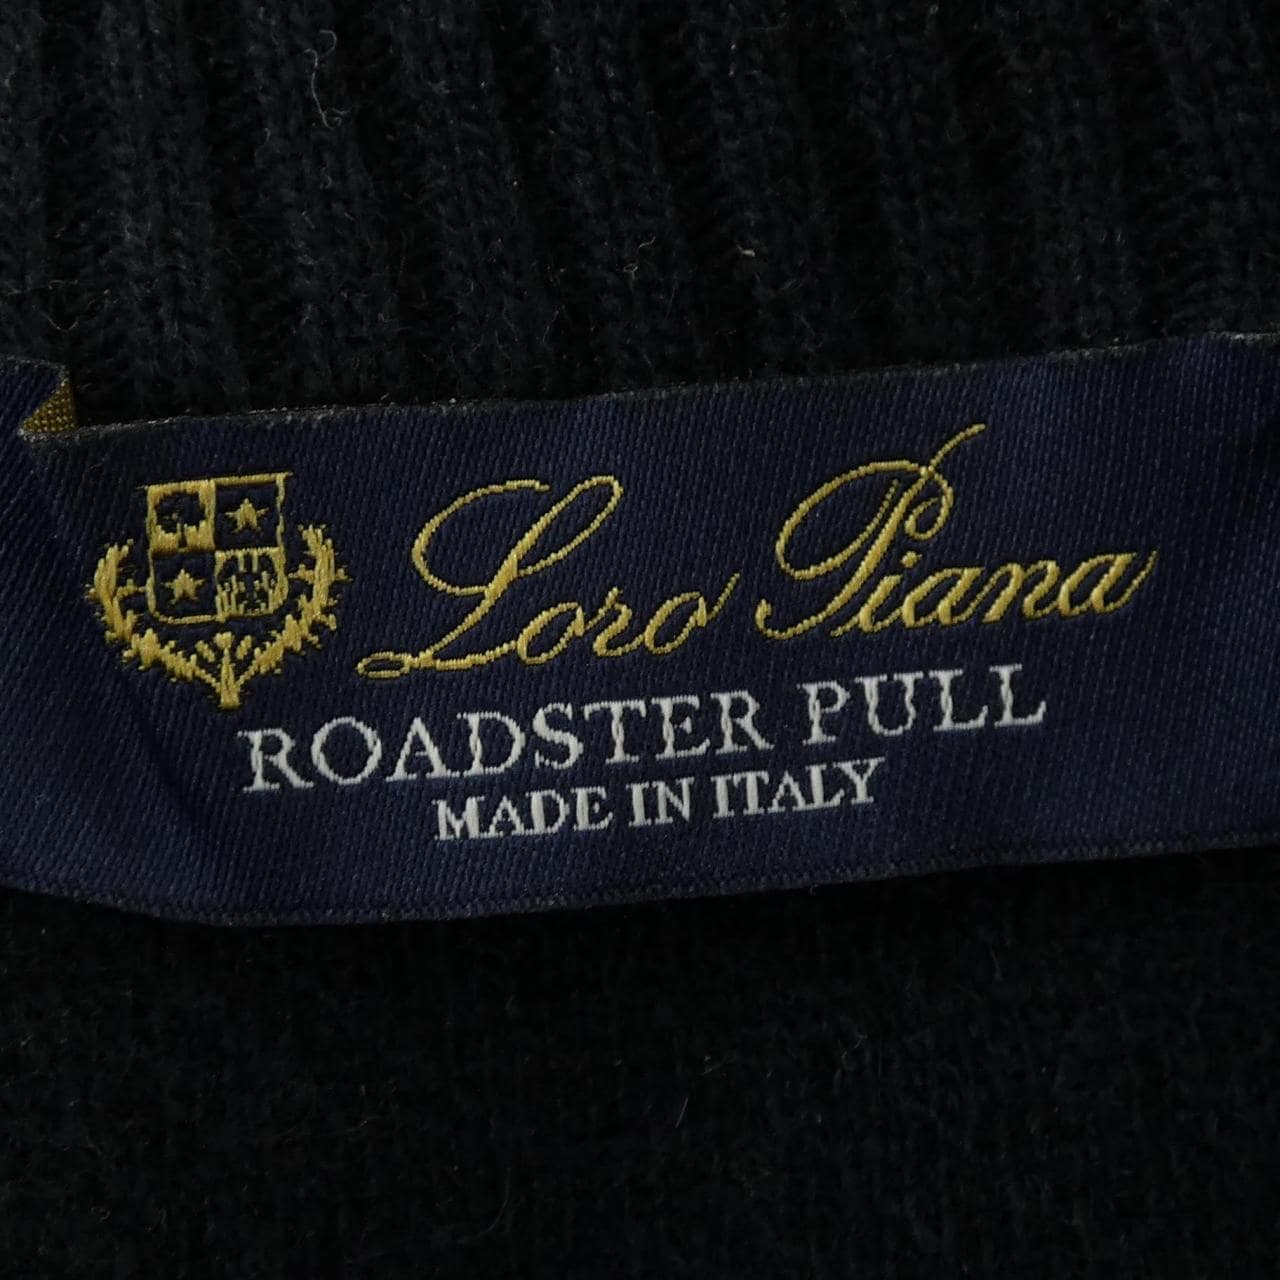 Loro Piana
ROADSTER PULL
MADE IN ITALY